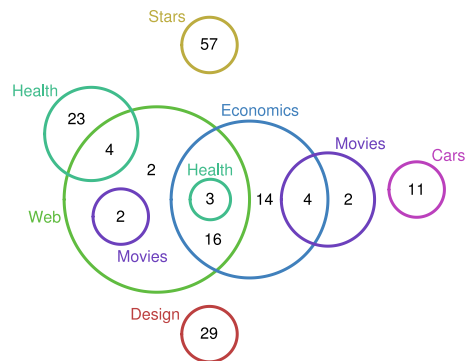 Stars
57
Health
23
Economics
4
Movies
Cars
2
Health
3
14
4
2
11
Web
2
16
Movies
Design
29